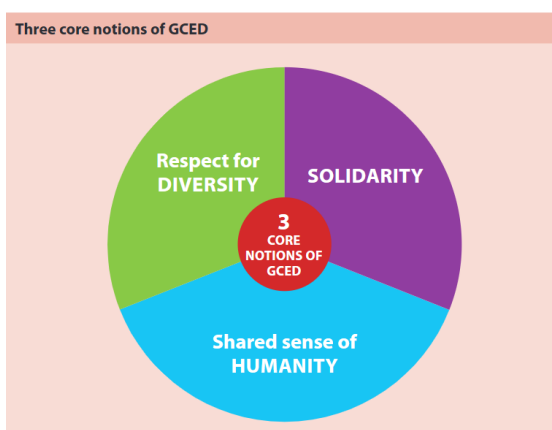 Three core notions of GCED
Respect for
DIVERSITY
SOLIDARITY
3
CORE
NOTIONS OF
GCED
Shared sense of
HUMANITY